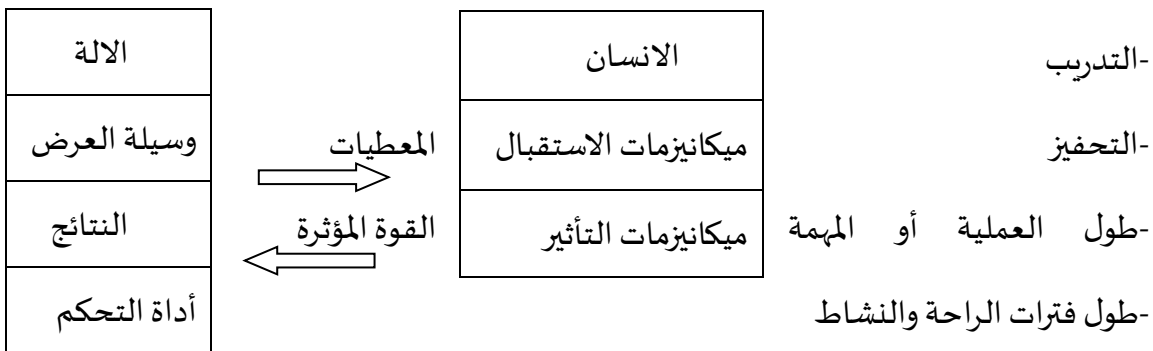 -التدريب
-التحفيز
-طول العملية أو المهمة
-طول فترات الراحة والنشاط
الانسان
ميكانيزمات الاستقبال
ميكانيزمات التأثير
المعطيات
القوة المؤثرة
الالة
وسيلة العرض
النتائج
أداة التحكم